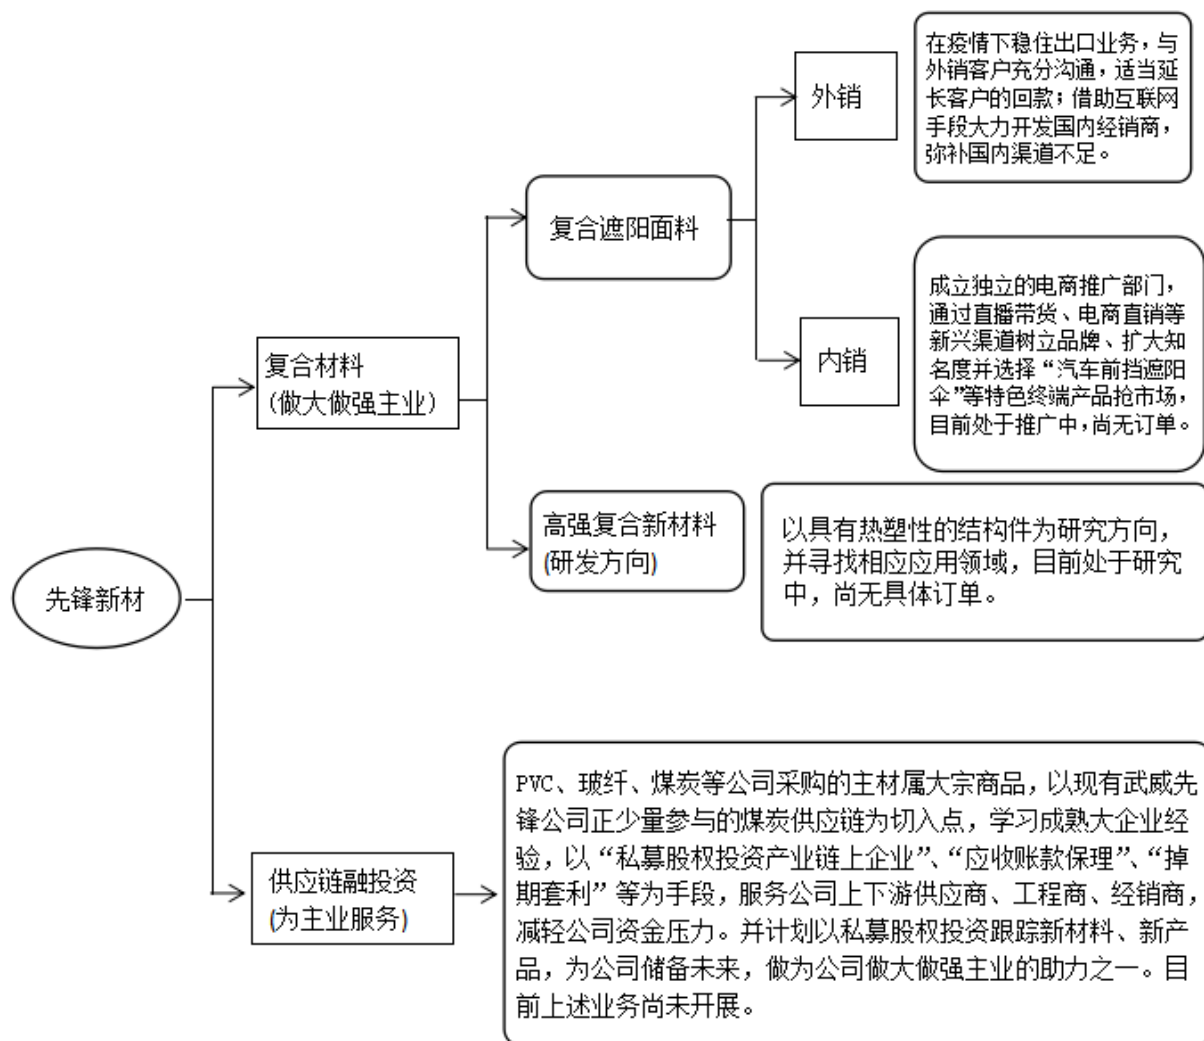 先锋新材
复合材料
(做大做强主业)
复合遮阳面料
外销
在疫情下稳住出口业务，与
外销客户充分沟通，适当延
长客户的回款；借助互联网
手段大力开发国内经销商，
弥补国内渠道不足。
内销
成立独立的电商推广部门，
通过直播带货、电商直销等
新兴渠道树立品牌、扩大知
名度并选择“汽车前挡遮阳
伞”等特色终端产品抢市场，
目前处于推广中，尚无订单。
高强复合新材料
(研发方向)
以具有热塑性的结构件为研究方向，
并寻找相应应用领域，目前处于研究
中，尚无具体订单。
供应链融投资
(为主业服务)
PVC、玻纤、煤炭等公司采购的主材属大宗商品，以现有武威先
锋公司正少量参与的煤炭供应链为切入点，学习成熟大企业经
验，以“私募股权投资产业链上企业”、“应收账款保理”、“掉
期套利”等为手段，服务公司上下游供应商、工程商、经销商，
减轻公司资金压力。并计划以私募股权投资跟踪新材料、新产
品，为公司储备未来，做为公司做大做强主业的助力之一。目
前上述业务尚未开展。